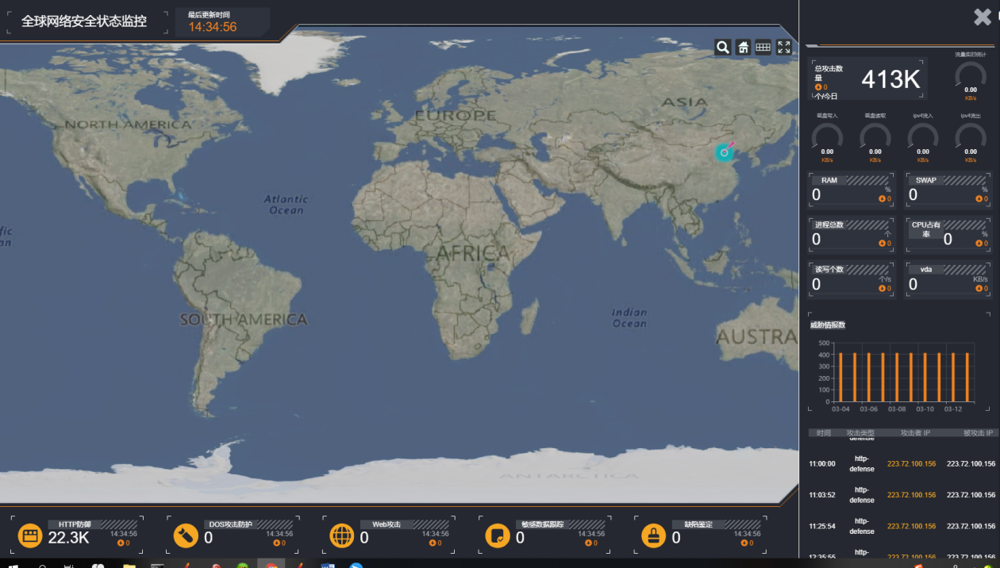 全球网络安全状态监控
最后更新时间
14:34:56
NORTH AMERICA
EUROPE
ASIA
Atlantic
Ocean
AFRICA
SOUTH AMERICA
Indian
Ocean
AUSTRA
ANTARCTICA
HTTP防御
22.3K
14:34:56
0
DOS攻击防护
0
14:34:56
0
Web攻击
0
14:34:56
0
敏感数据跟踪
0
14:34:56
0
缺陷鉴定
0
14:34:56
0
总攻击数
量
0
个/今日
413K
流量实时统计
0.00
KB/s
磁盘写入
0.00
KB/s
磁盘读取
0.00
KB/s
ipv4流入
0.00
KB/s
ipv4流出
0.00
KB/s
RAM
0
%
0
SWAP
0
%
0
进程总数
0
个
0
CPU占有
率
0
%
0
读写个数
0
个/s
0
vda
0
KB/s
0
威胁情报数
500
400
300
200
100
0
03-04 03-06 03-08 03-10 03-12
时间 攻击类型 攻击者 IP 被攻击 IP
defense
11:00:00 http-defense 223.72.100.156 223.72.100.156
11:03:52 http-defense 223.72.100.156 223.72.100.156
11:25:54 http-defense 223.72.100.156 223.72.100.156
12:35:55 http- 223.72.100.156 223.72.100.156